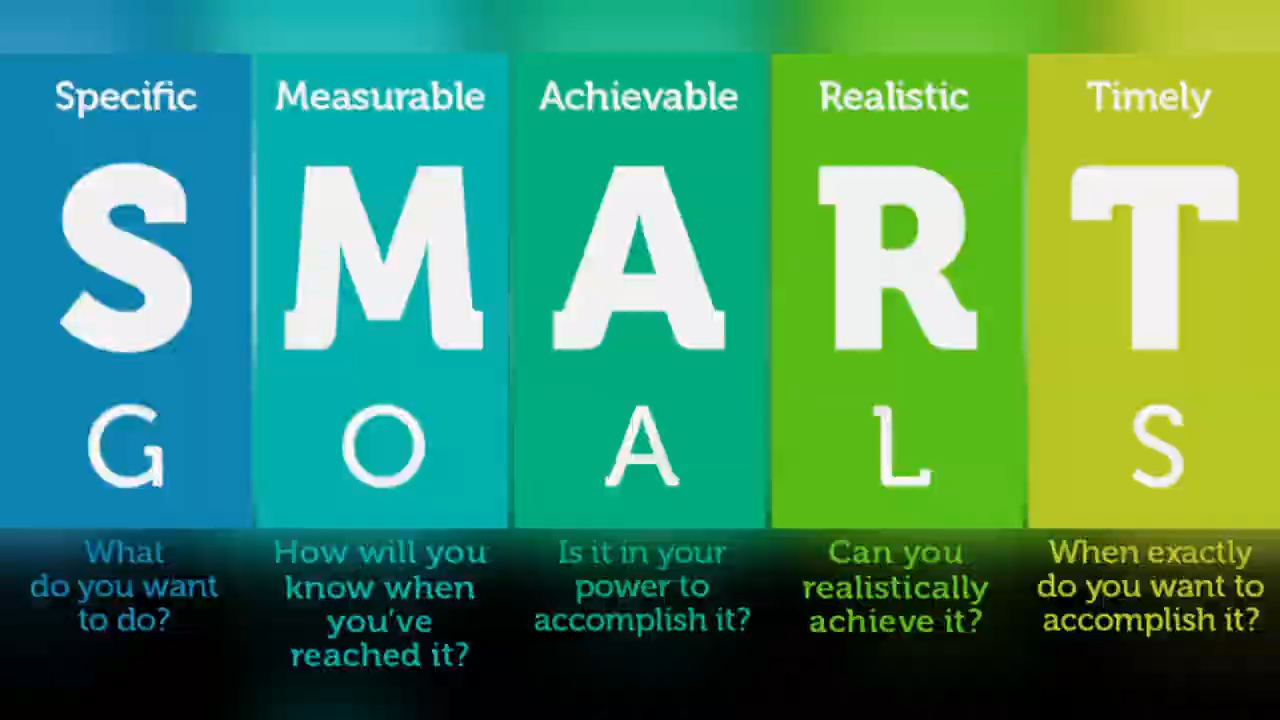 Specific Measurable Achievable Realistic Timely
S M A R T
G O A L S
What
do you want
to do?
How will you
know when
you've
reached it?
Is it in your
power to
accomplish it?
Can you
realistically
achieve it?
When exactly
do you want to
accomplish it?